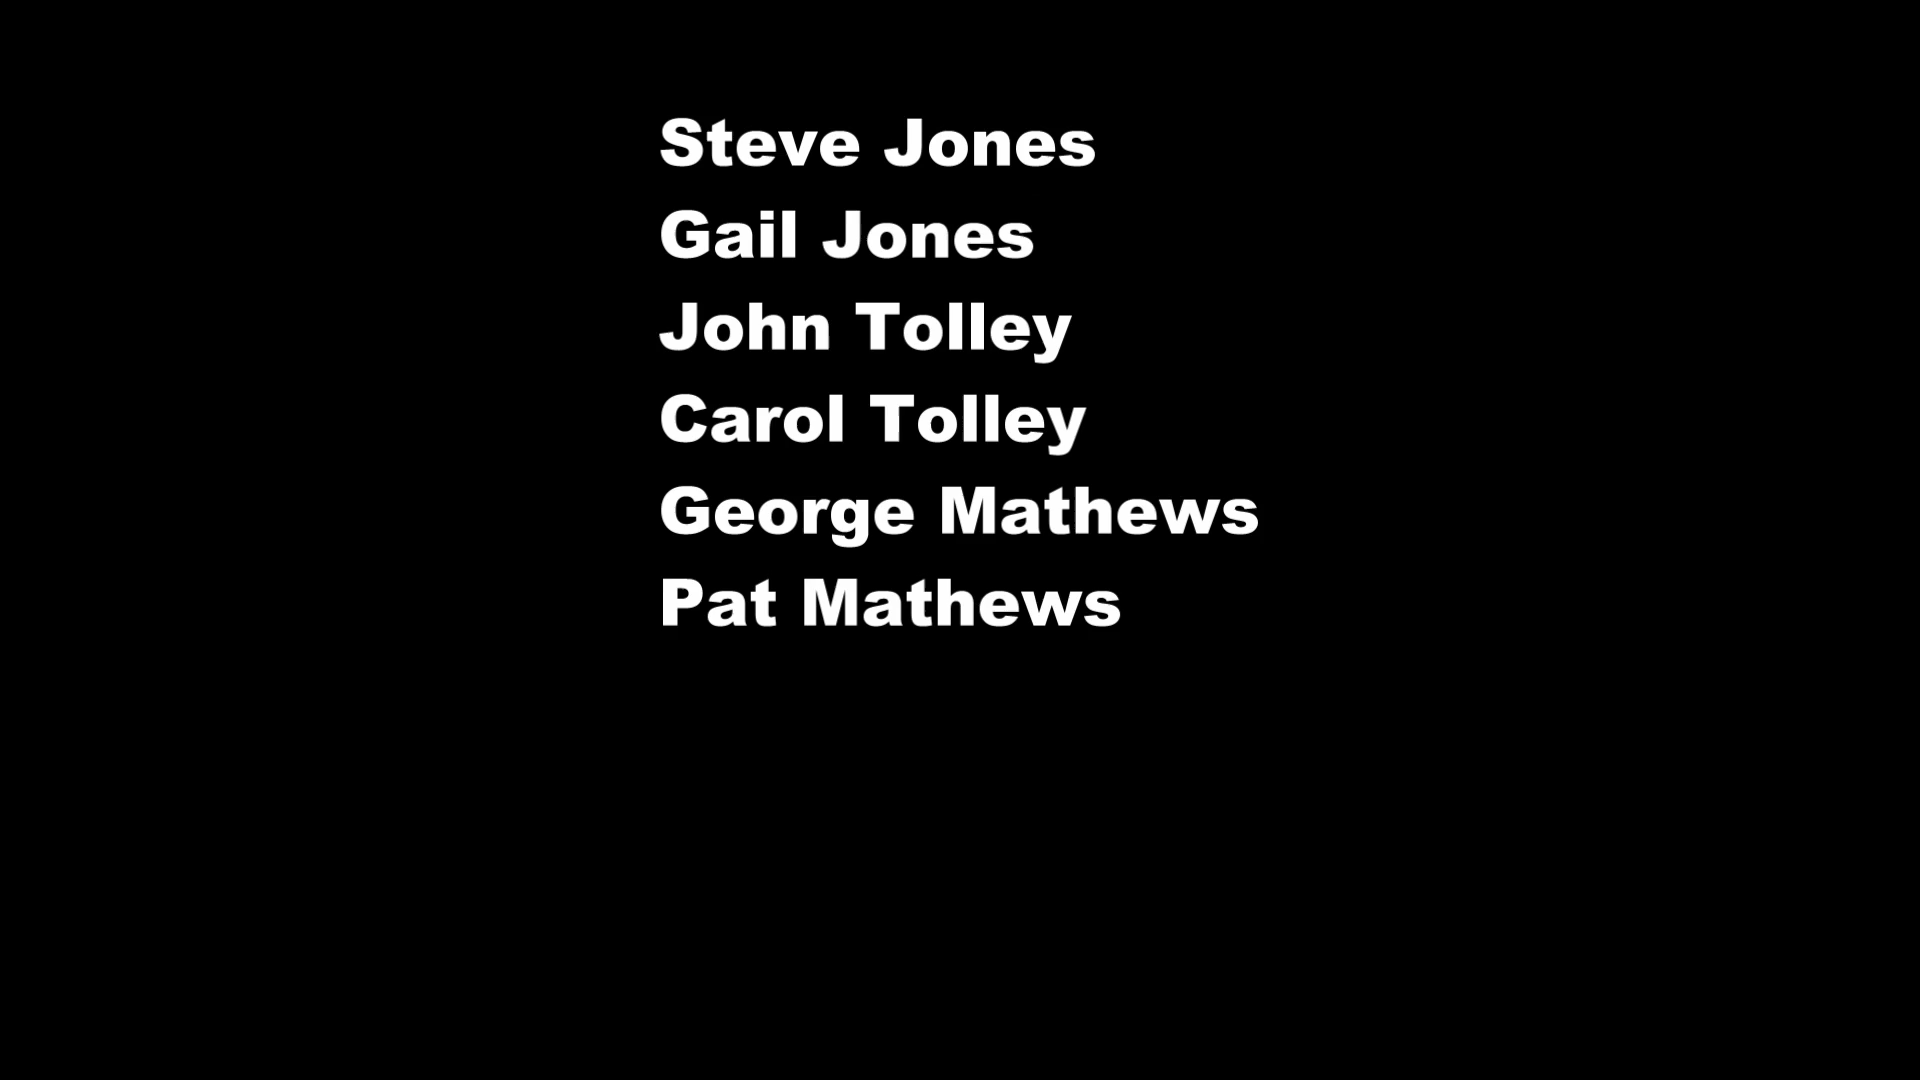 Steve Jones
Gail Jones
John Tolley
Carol Tolley
George Mathews
Pat Mathews